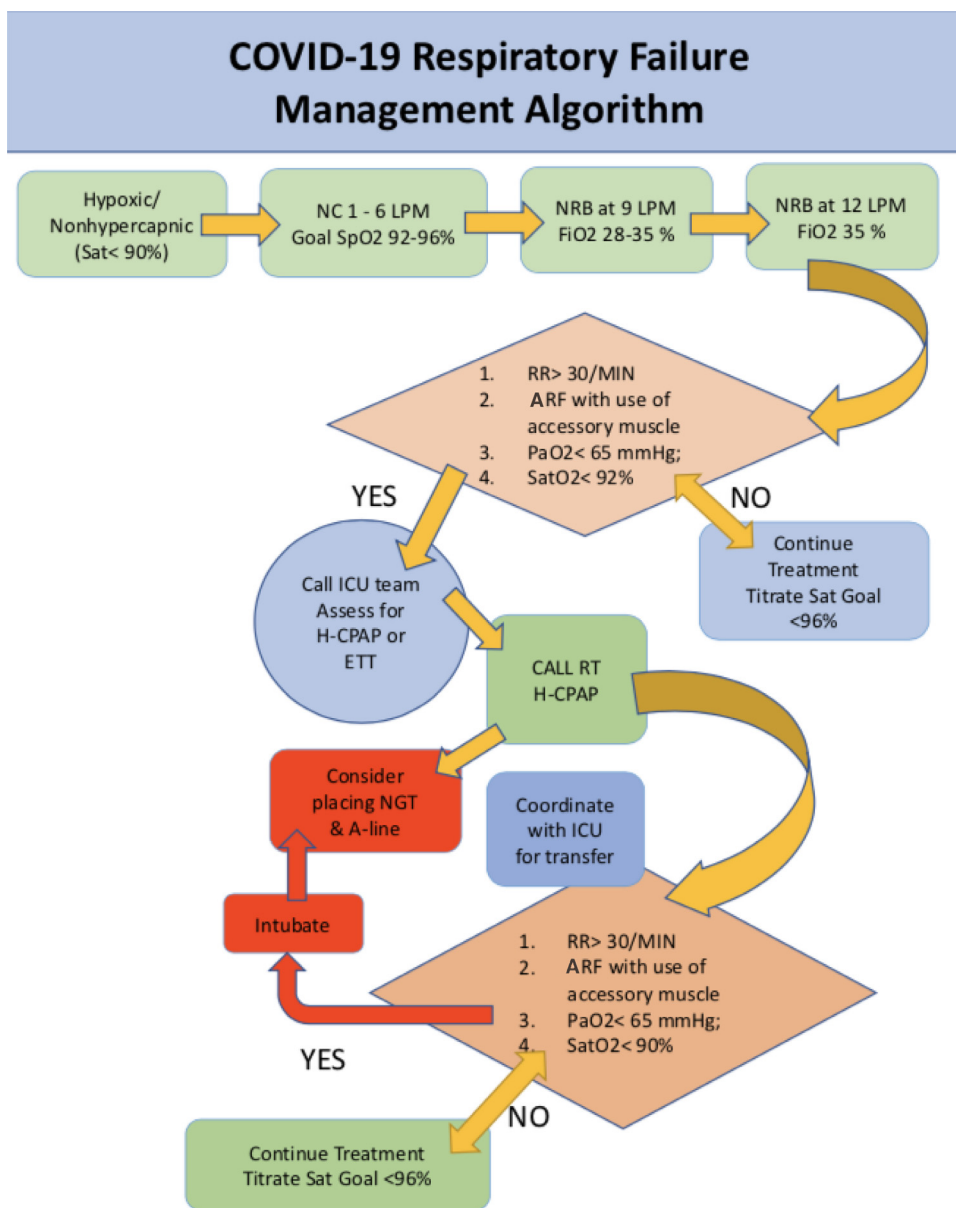 COVID-19 Respiratory Failure
Management Algorithm
Hypoxic/
Nonhypercapnic
(Sat< 90%)
NC 1 - 6 LPM
Goal SpO2 92-96%
NRB at 9 LPM
FiO2 28-35 %
NRB at 12 LPM
FiO2 35 %
1. RR> 30/MIN
2. ARF with use of
accessory muscle
3. PaO2< 65 mmHg;
4. SatO2< 92%
YES
NO
Continue
Treatment
Titrate Sat Goal
<96%
Call ICU team
Assess for
H-CPAP or
ETT
CALL RT
H-CPAP
Consider
placing NGT
& A-line
Coordinate
with ICU
for transfer
Intubate
1. RR> 30/MIN
2. ARF with use of
accessory muscle
3. PaO2< 65 mmHg;
4. SatO2< 90%
YES
NO
Continue Treatment
Titrate Sat Goal <96%